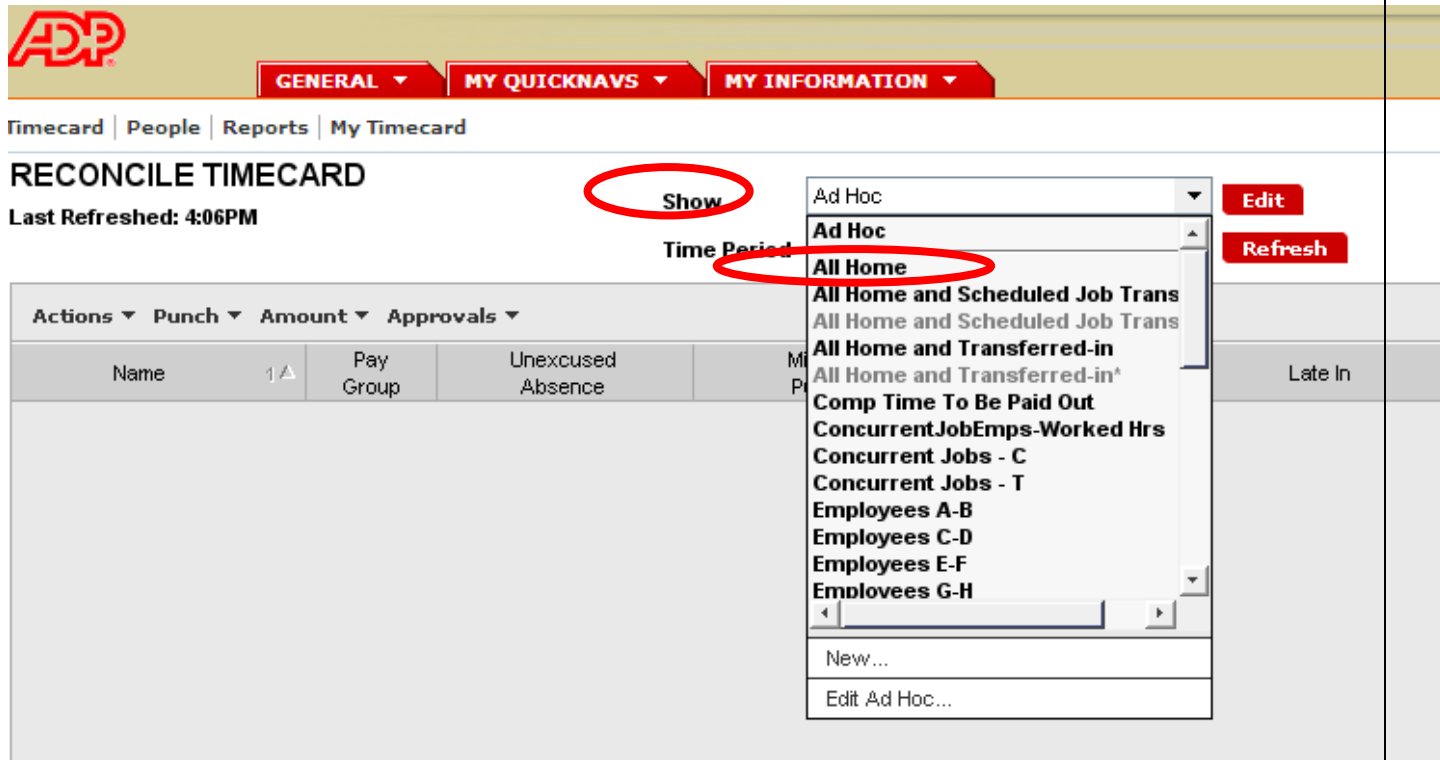 ADP
GENERAL MY QUICKNAVS MY INFORMATION
Timecard | People | Reports | My Timecard
RECONCILE TIMECARD
Last Refreshed: 4:06PM
Show Ad Hoc Edit
Time Period Refresh
Ad Hoc
All Home
All Home and Scheduled Job Trans
All Home and Scheduled Job Trans
All Home and Transferred-in
All Home and Transferred-in*
Comp Time To Be Paid Out
ConcurrentJobEmps-Worked Hrs
Concurrent Jobs - C
Concurrent Jobs - T
Employees A-B
Employees C-D
Employees E-F
Employees G-H
New...
Edit Ad Hoc...
Actions Punch Amount Approvals
Name 1 Pay Group Unexcused Absence Late In